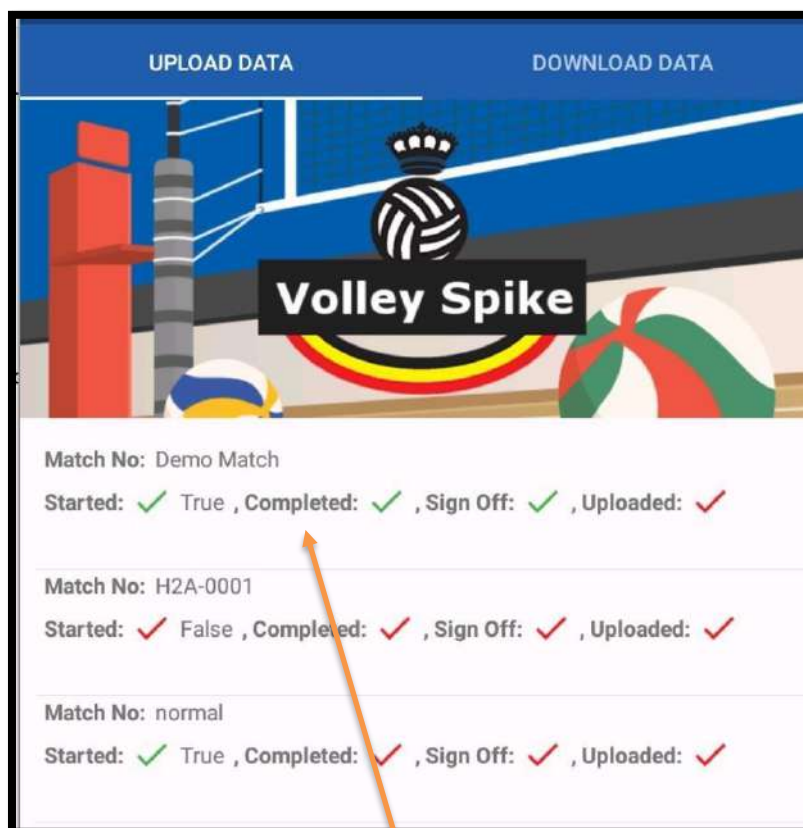 UPLOAD DATA DOWNLOAD DATA
Volley Spike
Match No: Demo Match
Started: ✓ True , Completed: ✓ , Sign Off: ✓ , Uploaded: ✓
Match No: H2A-0001
Started: ✓ False , Completed: ✓ , Sign Off: ✓ , Uploaded: ✓
Match No: normal
Started: ✓ True , Completed: ✓ , Sign Off: ✓ , Uploaded: ✓